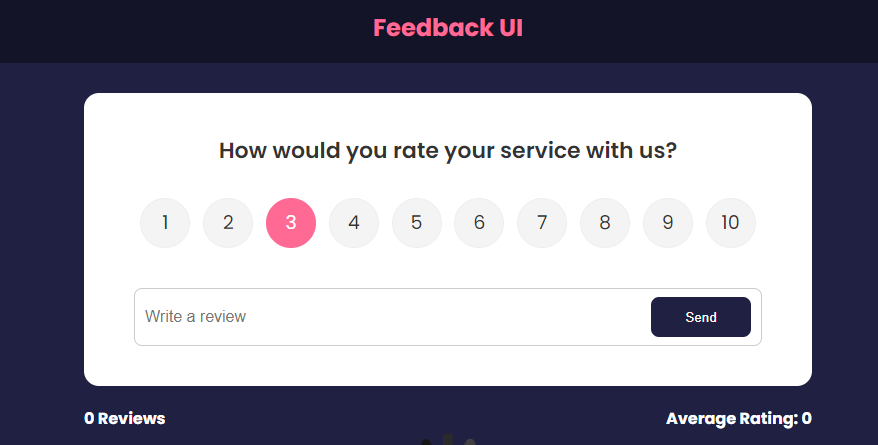 Feedback UI
How would you rate your service with us?
1 2 3 4 5 6 7 8 9 10
Write a review
Send
0 Reviews
Average Rating: 0